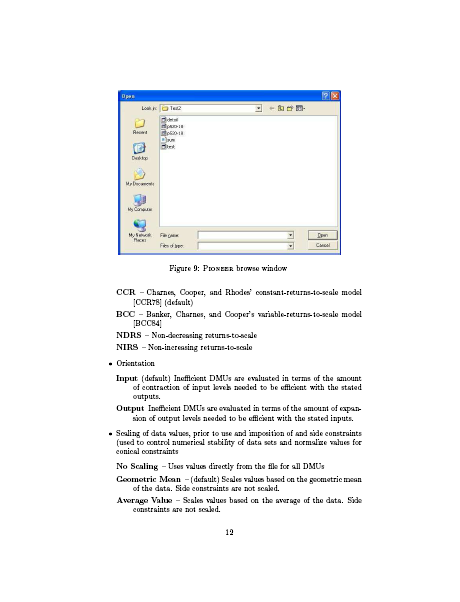 Open
Look in: Test2
Recent
Desktop
My Documents
My Computer
My Network
Places
detail
p820-18
p650-18
sum
test
File name:
Open
Files of type:
Cancel
Figure 9: PIONEER browse window
CCR – Charnes, Cooper, and Rhodes' constant-returns-to-scale model
[CCR78] (default)
BCC – Banker, Charnes, and Cooper's variable-returns-to-scale model
[BCC84]
NDRS – Non-decreasing returns-to-scale
NIRS – Non-increasing returns-to-scale
• Orientation
Input (default) Inefficient DMUs are evaluated in terms of the amount
of contraction of input levels needed to be efficient with the stated
outputs.
Output Inefficient DMUs are evaluated in terms of the amount of expan-
sion of output levels needed to be efficient with the stated inputs.
• Scaling of data values, prior to use and imposition of and side constraints
(used to control numerical stability of data sets and normalize values for
conical constraints
No Scaling – Uses values directly from the file for all DMUs
Geometric Mean – (default) Scales values based on the geometric mean
of the data. Side constraints are not scaled.
Average Value – Scales values based on the average of the data. Side
constraints are not scaled.
12